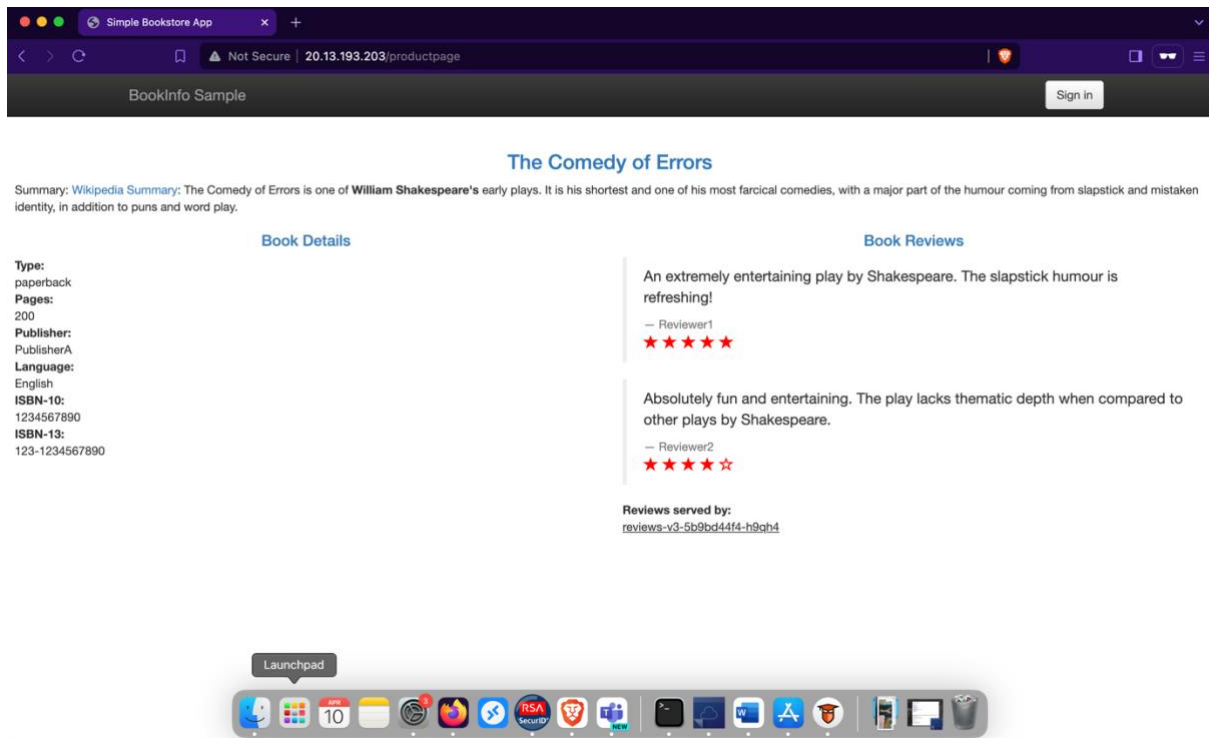 Simple Bookstore App
Not Secure | 20.13.193.203/productpage
BookInfo Sample
Sign in
The Comedy of Errors
Summary: Wikipedia Summary: The Comedy of Errors is one of William Shakespeare's early plays. It is his shortest and one of his most farcical comedies, with a major part of the humour coming from slapstick and mistaken
identity, in addition to puns and word play.
Book Details
Type:
paperback
Pages:
200
Publisher:
PublisherA
Language:
English
ISBN-10:
1234567890
ISBN-13:
123-1234567890
Book Reviews
An extremely entertaining play by Shakespeare. The slapstick humour is
refreshing!
— Reviewer1
Absolutely fun and entertaining. The play lacks thematic depth when compared to
other plays by Shakespeare.
— Reviewer2
Reviews served by:
reviews-v3-5b9bd44f4-h9qh4
Launchpad
APR
10
3
RSA
SecurID
NEW
W